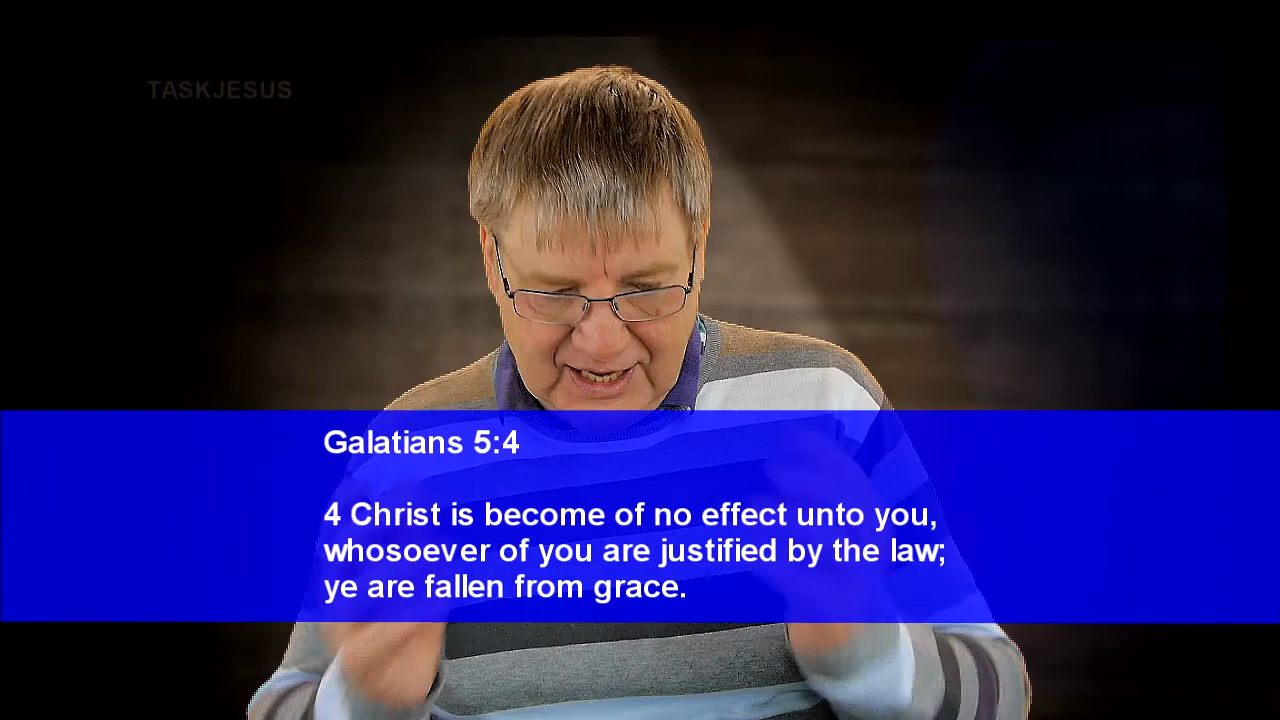 TASKJESUS
Galatians 5:4
4 Christ is become of no effect unto you,
whosoever of you are justified by the law;
ye are fallen from grace.